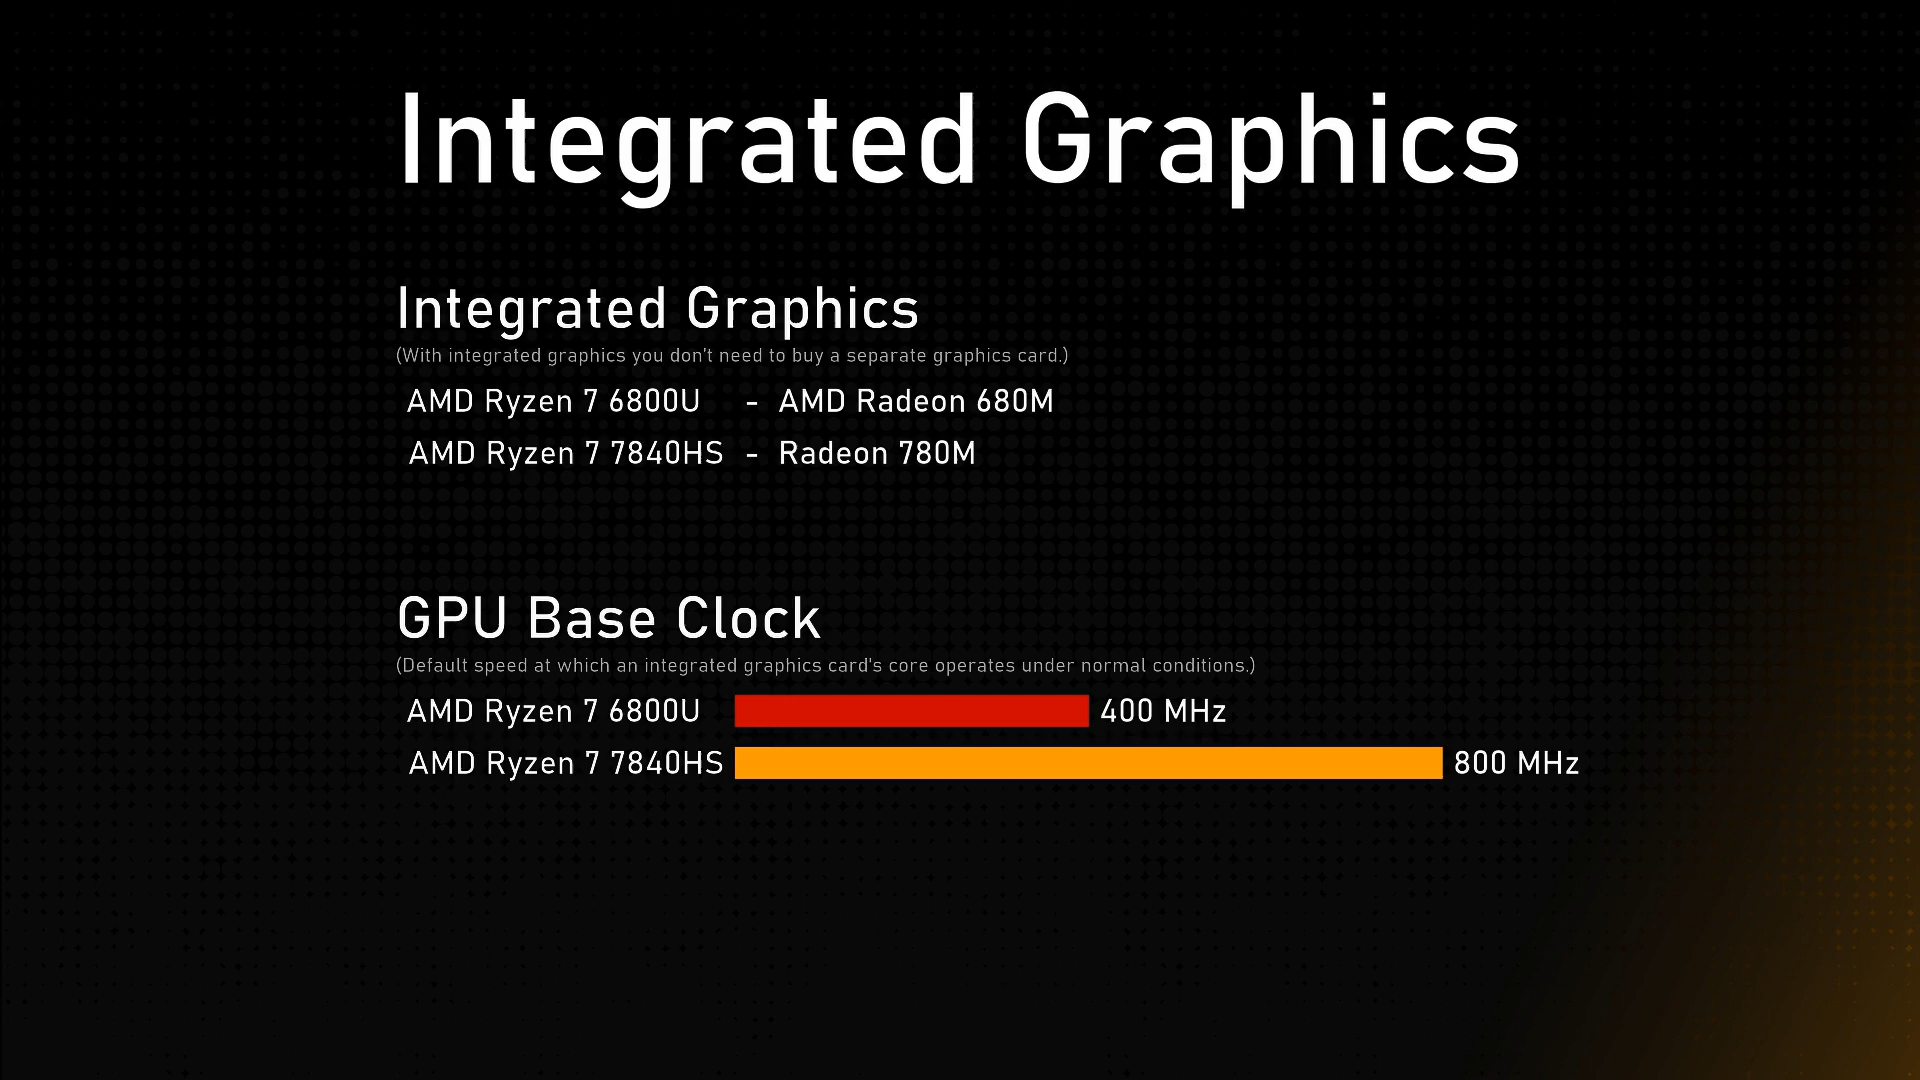 Integrated Graphics
Integrated Graphics
(With integrated graphics you don't need to buy a separate graphics card.)
AMD Ryzen 7 6800U - AMD Radeon 680M
AMD Ryzen 7 7840HS - Radeon 780M
GPU Base Clock
(Default speed at which an integrated graphics card's core operates under normal conditions.)
AMD Ryzen 7 6800U 400 MHz
AMD Ryzen 7 7840HS 800 MHz